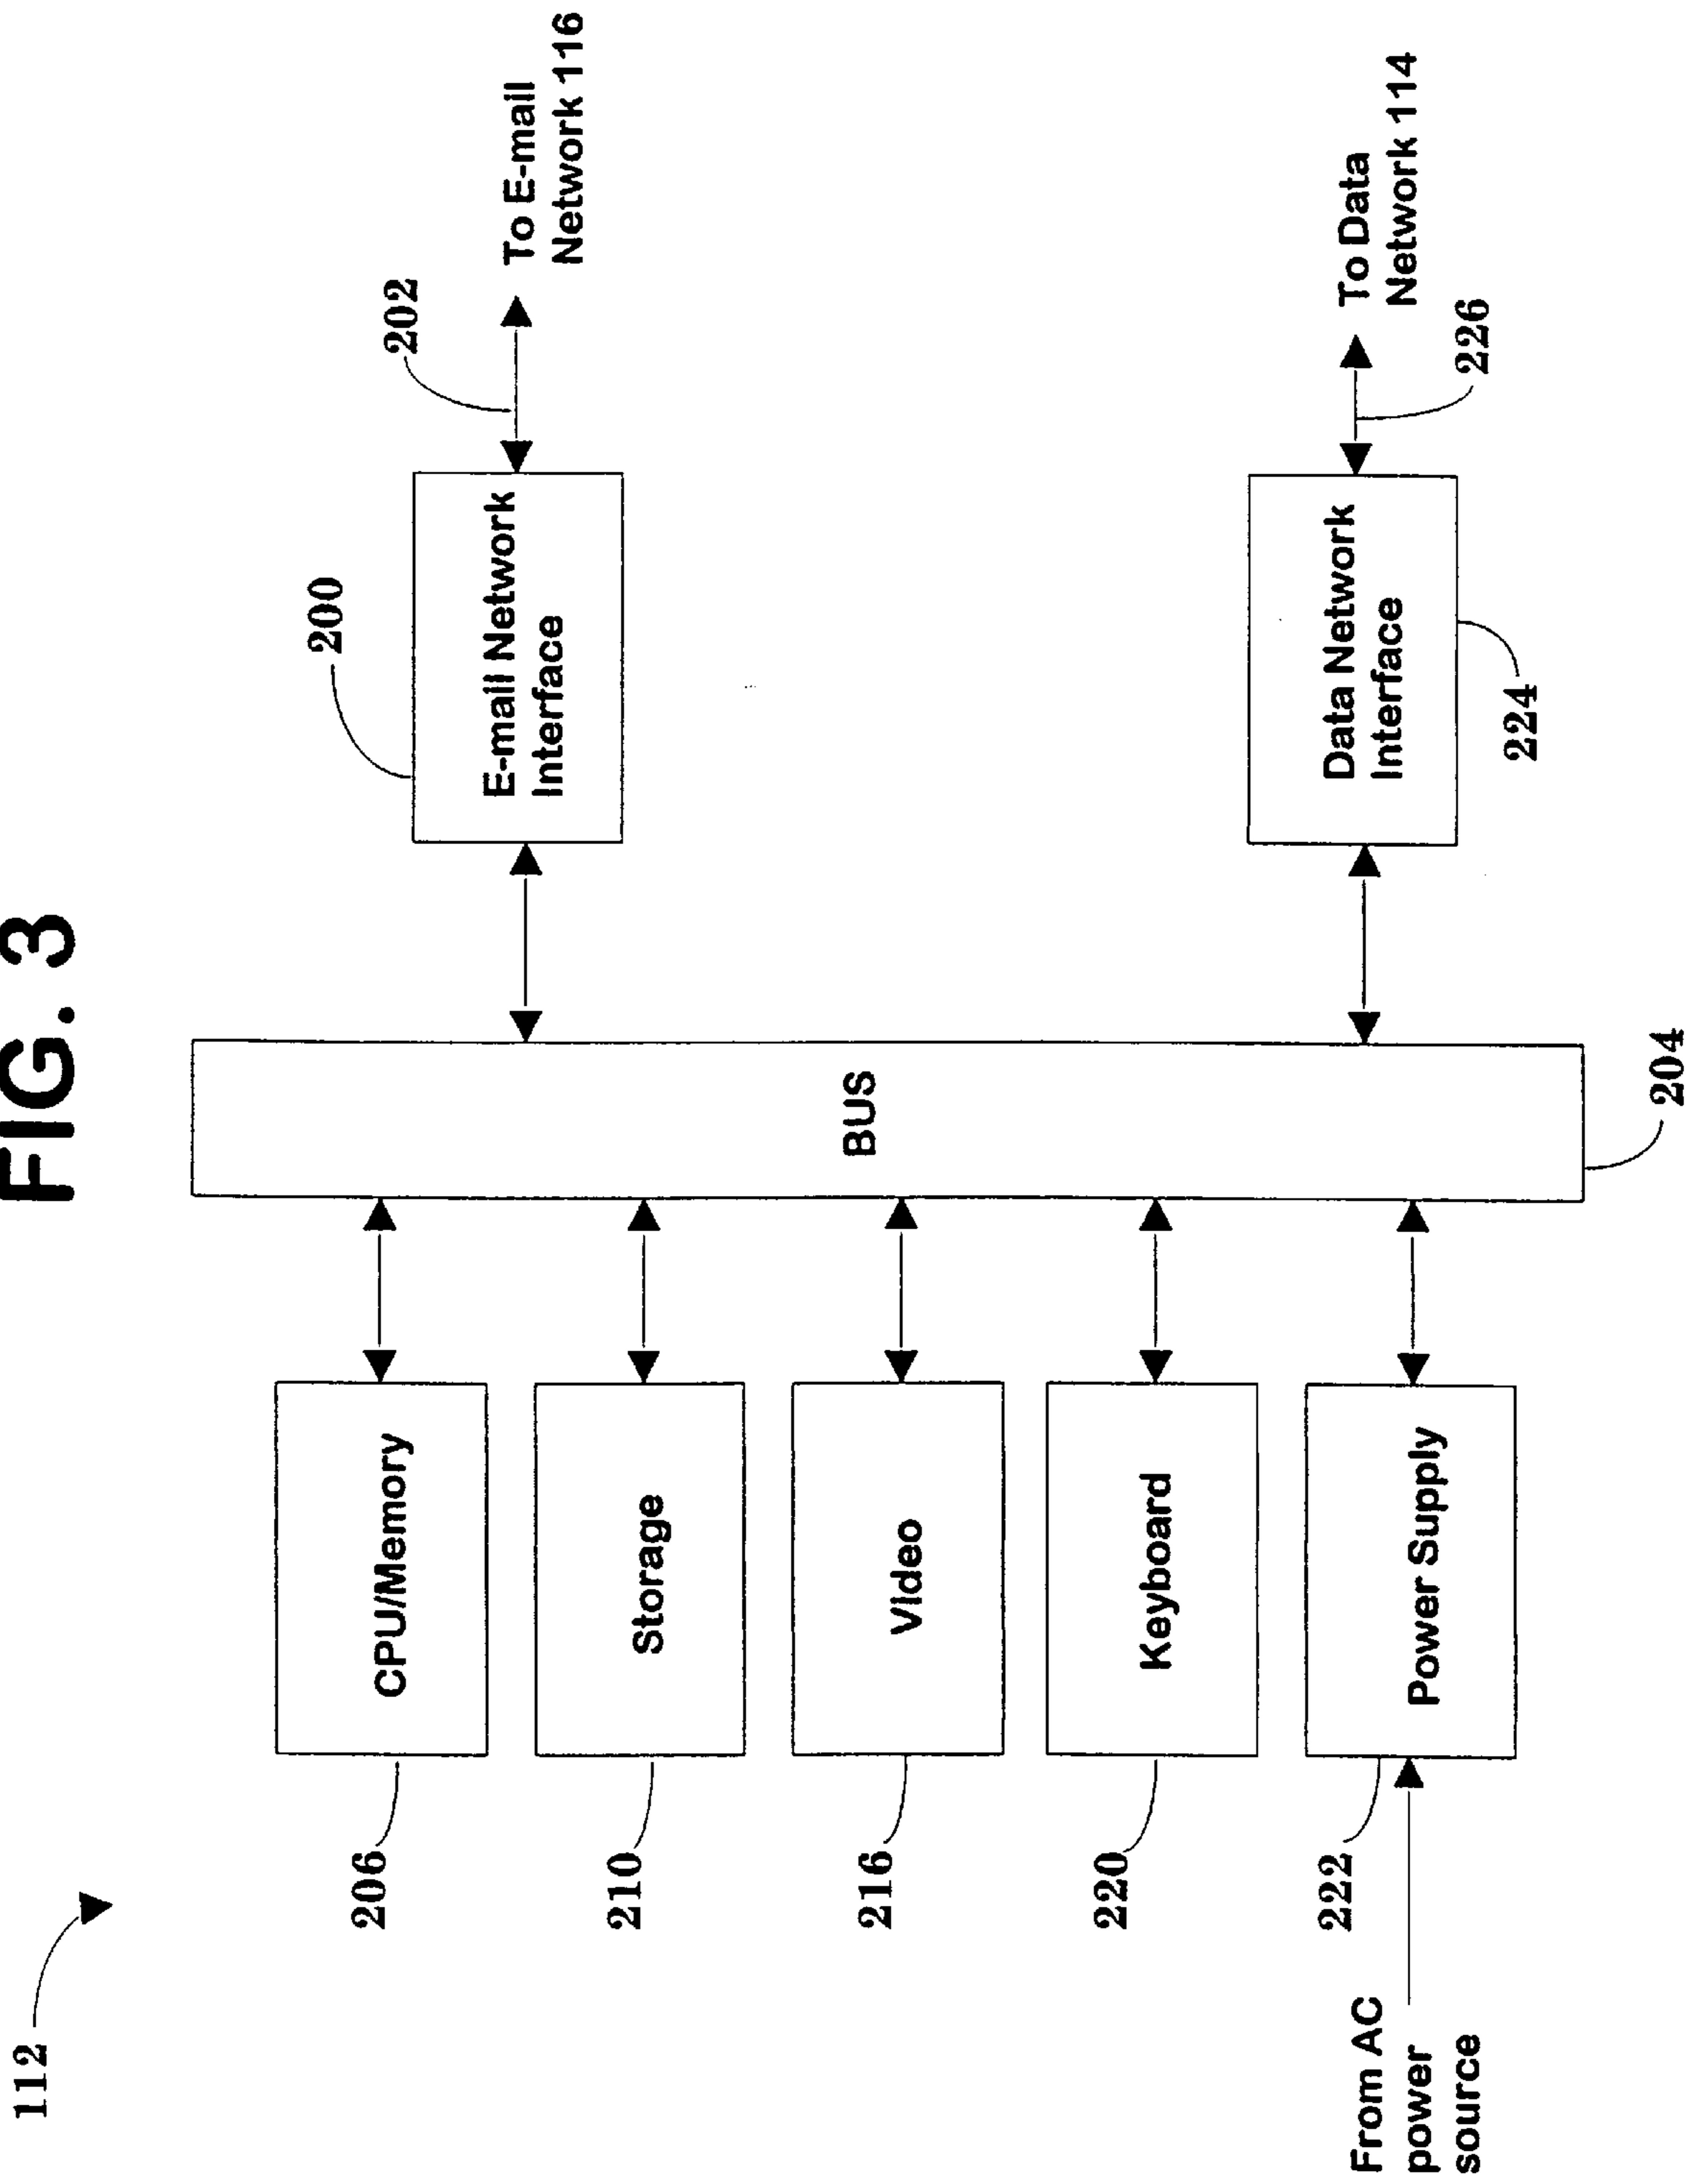 FIG. 3
112
206
CPU/Memory
210
Storage
216
Video
220
Keyboard
222
Power Supply
From AC
power
source
BUS
204
200
E-mail Network
Interface
202
To E-mail
Network 116
Data Network
Interface
224
226
To Data
Network 114